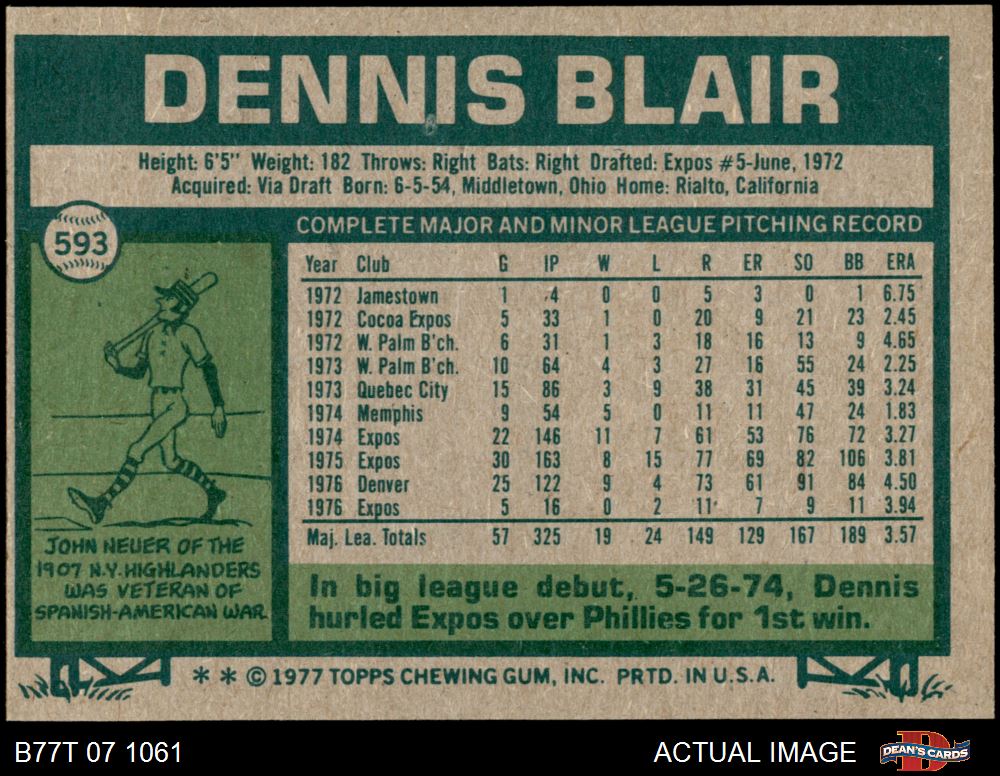 DENNIS BLAIR
Height: 6'5" Weight: 182 Throws: Right Bats: Right Drafted: Expos #5-June, 1972
Acquired: Via Draft Born: 6-5-54, Middletown, Ohio Home: Rialto, California
593
COMPLETE MAJOR AND MINOR LEAGUE PITCHING RECORD
Year Club G IP W L R ER SO BB ERA
1972 Jamestown 1 4 0 0 5 3 0 1 6.75
1972 Cocoa Expos 5 33 1 0 20 9 21 23 2.45
1972 W. Palm B'ch. 6 31 1 3 18 16 13 9 4.65
1973 W. Palm B'ch. 10 64 4 3 27 16 55 24 2.25
1973 Quebec City 15 86 3 9 38 31 45 39 3.24
1974 Memphis 9 54 5 0 11 11 47 24 1.83
1974 Expos 22 146 11 7 61 53 76 72 3.27
1975 Expos 30 163 8 15 77 69 82 106 3.81
1976 Denver 25 122 9 4 73 61 91 84 4.50
1976 Expos 5 16 0 2 11 7 9 11 3.94
Maj. Lea. Totals 57 325 19 24 149 129 167 189 3.57
JOHN NEUER OF THE
1907 N.Y. HIGHLANDERS
WAS VETERAN OF
SPANISH-AMERICAN WAR
In big league debut, 5-26-74, Dennis
hurled Expos over Phillies for 1st win.
* * © 1977 TOPPS CHEWING GUM, INC. PRTD. IN U.S.A.
B77T 07 1061
ACTUAL IMAGE
DEAN'S CARDS